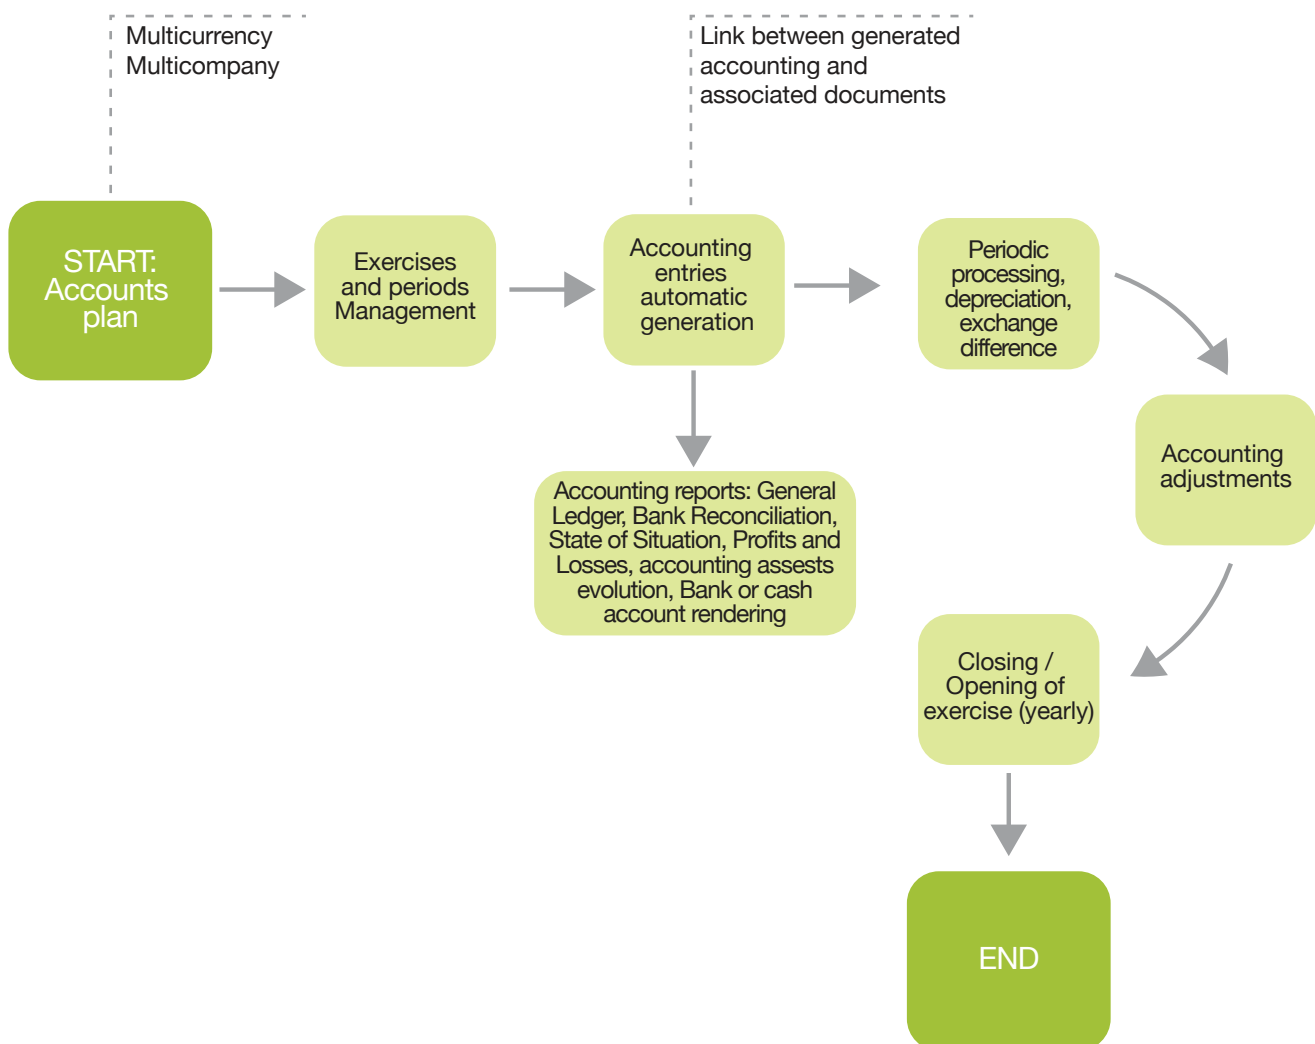 Multicurrency
Multicompany
Link between generated
accounting and
associated documents
START:
Accounts
plan
Exercises
and periods
Management
Accounting
entries
automatic
generation
Periodic
processing,
depreciation,
exchange
difference
Accounting
adjustments
Accounting reports: General
Ledger, Bank Reconciliation,
State of Situation, Profits and
Losses, accounting assests
evolution, Bank or cash
account rendering
Closing /
Opening of
exercise (yearly)
END